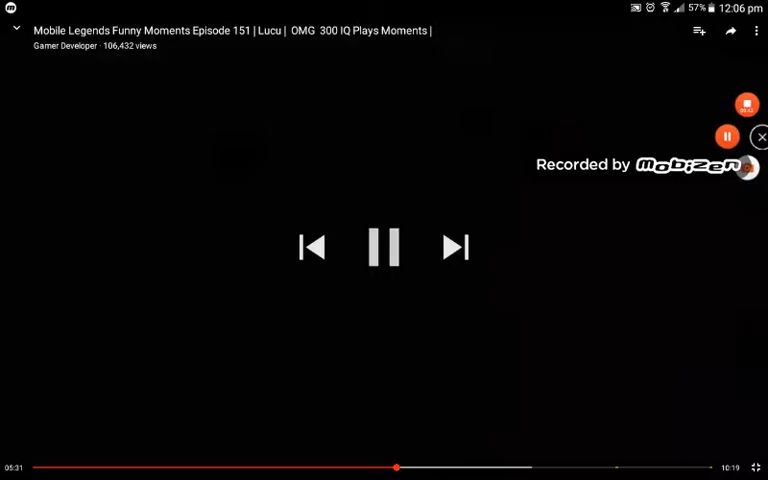 57% 12:06 pm
Mobile Legends Funny Moments Episode 151 | Lucu | OMG 300 IQ Plays Moments |
Gamer Developer · 106,432 views
Recorded by mobizen
05:31
10:19